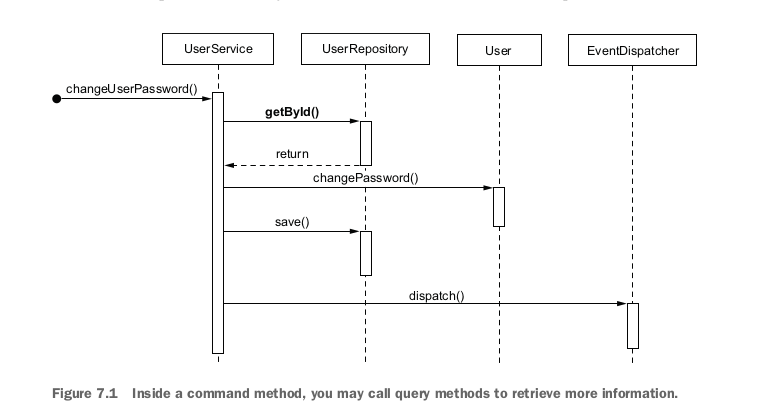 UserService
UserRepository
User
EventDispatcher
changeUserPassword()
getById()
return
changePassword()
save()
dispatch()
Figure 7.1 Inside a command method, you may call query methods to retrieve more information.